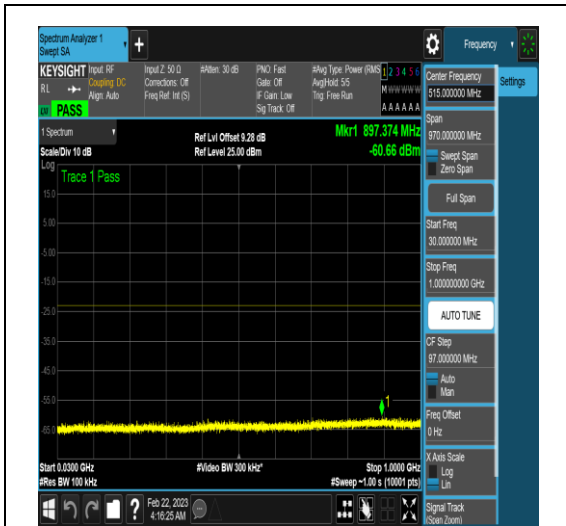 Spectrum Analyzer 1
Swept SA
+
Frequency
KEYSIGHT
RL
PASS
Input: RF
Coupling: DC
Align: Auto
Input Z: 50 Ω
Corrections: Off
Freq Ref: Int (S)
#Atten: 30 dB
PNO: Fast
Gate: Off
IF Gain: Low
Sig Track: Off
#Avg Type: Power (RMS
Avg|Hold: 5/5
Trig: Free Run
1 2 3 4 5 6
M W W W W W
A A A A A A
1 Spectrum
Scale/Div 10 dB
Ref Lvl Offset 9.28 dB
Ref Level 25.00 dBm
Mkr1 897.374 MHz
-60.66 dBm
Log
Trace 1 Pass
15.0
5.00
-5.00
-15.0
-25.0
-35.0
-45.0
-55.0
-65.0
1
Start 0.0300 GHz
#Res BW 100 kHz
#Video BW 300 kHz*
Stop 1.0000 GHz
#Sweep ~1.00 s (10001 pts)
Center Frequency
515.000000 MHz
Settings
Span
970.000000 MHz
Swept Span
Zero Span
Full Span
Start Freq
30.000000 MHz
Stop Freq
1.000000000 GHz
AUTO TUNE
CF Step
97.000000 MHz
Auto
Man
Freq Offset
0 Hz
X Axis Scale
Log
Lin
Signal Track
(Span Zoom)
?
Feb 22, 2023
4:16:25 AM